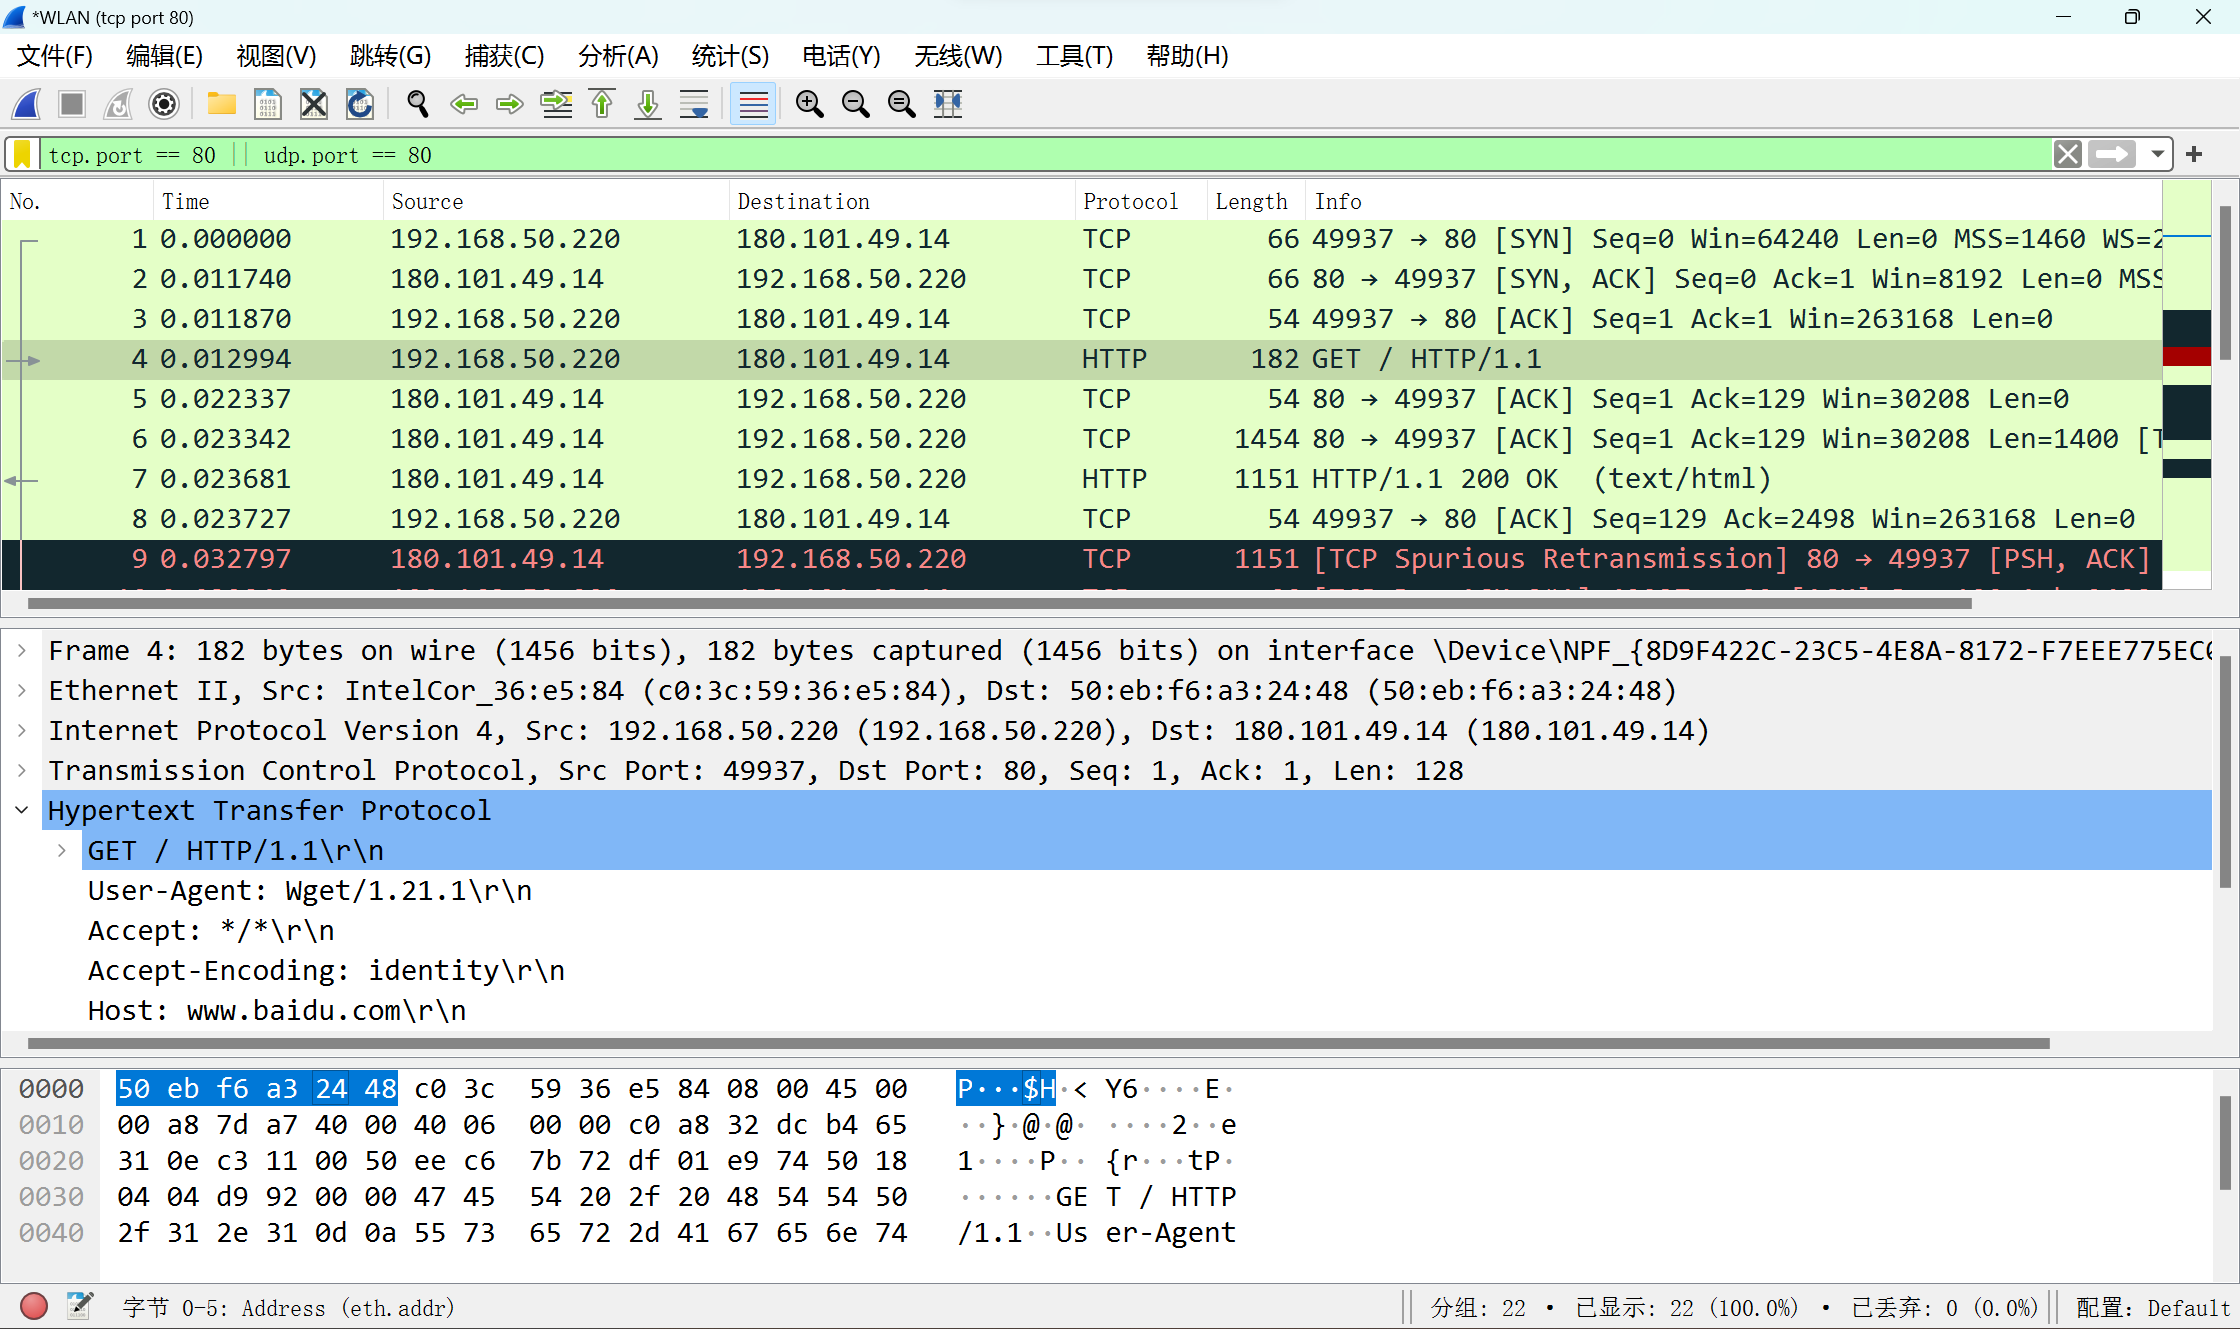 *WLAN (tcp port 80)
文件(F) 编辑(E) 视图(V) 跳转(G) 捕获(C) 分析(A) 统计(S) 电话(Y) 无线(W) 工具(T) 帮助(H)
tcp.port == 80 || udp.port == 80
No. Time Source Destination Protocol Length Info
1 0.000000 192.168.50.220 180.101.49.14 TCP 66 49937 → 80 [SYN] Seq=0 Win=64240 Len=0 MSS=1460 WS=2
2 0.011740 180.101.49.14 192.168.50.220 TCP 66 80 → 49937 [SYN, ACK] Seq=0 Ack=1 Win=8192 Len=0 MSS
3 0.011870 192.168.50.220 180.101.49.14 TCP 54 49937 → 80 [ACK] Seq=1 Ack=1 Win=263168 Len=0
4 0.012994 192.168.50.220 180.101.49.14 HTTP 182 GET / HTTP/1.1
5 0.022337 180.101.49.14 192.168.50.220 TCP 54 80 → 49937 [ACK] Seq=1 Ack=129 Win=30208 Len=0
6 0.023342 180.101.49.14 192.168.50.220 TCP 1454 80 → 49937 [ACK] Seq=1 Ack=129 Win=30208 Len=1400 [T
7 0.023681 180.101.49.14 192.168.50.220 HTTP 1151 HTTP/1.1 200 OK  (text/html)
8 0.023727 192.168.50.220 180.101.49.14 TCP 54 49937 → 80 [ACK] Seq=129 Ack=2498 Win=263168 Len=0
9 0.032797 180.101.49.14 192.168.50.220 TCP 1151 [TCP Spurious Retransmission] 80 → 49937 [PSH, ACK]
Frame 4: 182 bytes on wire (1456 bits), 182 bytes captured (1456 bits) on interface \Device\NPF_{8D9F422C-23C5-4E8A-8172-F7EEE775EC
Ethernet II, Src: IntelCor_36:e5:84 (c0:3c:59:36:e5:84), Dst: 50:eb:f6:a3:24:48 (50:eb:f6:a3:24:48)
Internet Protocol Version 4, Src: 192.168.50.220 (192.168.50.220), Dst: 180.101.49.14 (180.101.49.14)
Transmission Control Protocol, Src Port: 49937, Dst Port: 80, Seq: 1, Ack: 1, Len: 128
Hypertext Transfer Protocol
GET / HTTP/1.1\r\n
User-Agent: Wget/1.21.1\r\n
Accept: */*\r\n
Accept-Encoding: identity\r\n
Host: www.baidu.com\r\n
0000 50 eb f6 a3 24 48 c0 3c 59 36 e5 84 08 00 45 00 P···$H·< Y6····E·
0010 00 a8 7d a7 40 00 40 06 00 00 c0 a8 32 dc b4 65 ··}·@·@· ····2··e
0020 31 0e c3 11 00 50 ee c6 7b 72 df 01 e9 74 50 18 1····P·· {r···tP·
0030 04 04 d9 92 00 00 47 45 54 20 2f 20 48 54 54 50 ······GE T / HTTP
0040 2f 31 2e 31 0d 0a 55 73 65 72 2d 41 67 65 6e 74 /1.1··Us er-Agent
字节 0-5: Address (eth.addr) 分组: 22 · 已显示: 22 (100.0%) · 已丢弃: 0 (0.0%) 配置: Default